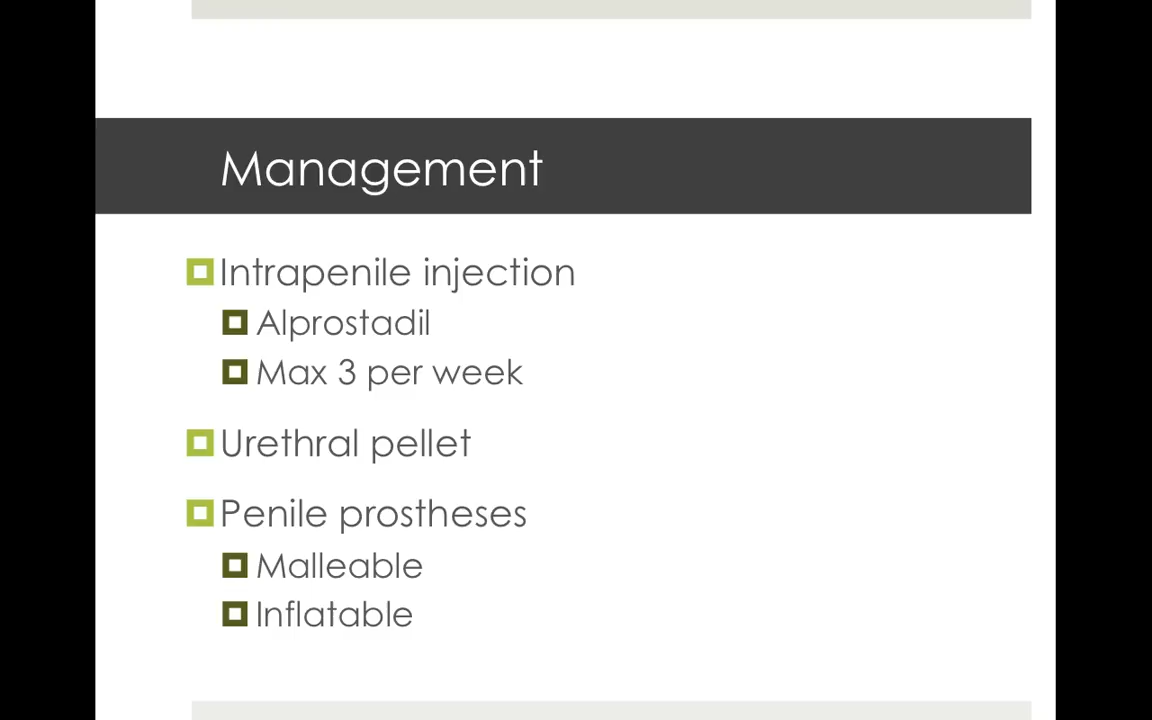 Management
Intrapenile injection
Alprostadil
Max 3 per week
Urethral pellet
Penile prostheses
Malleable
Inflatable